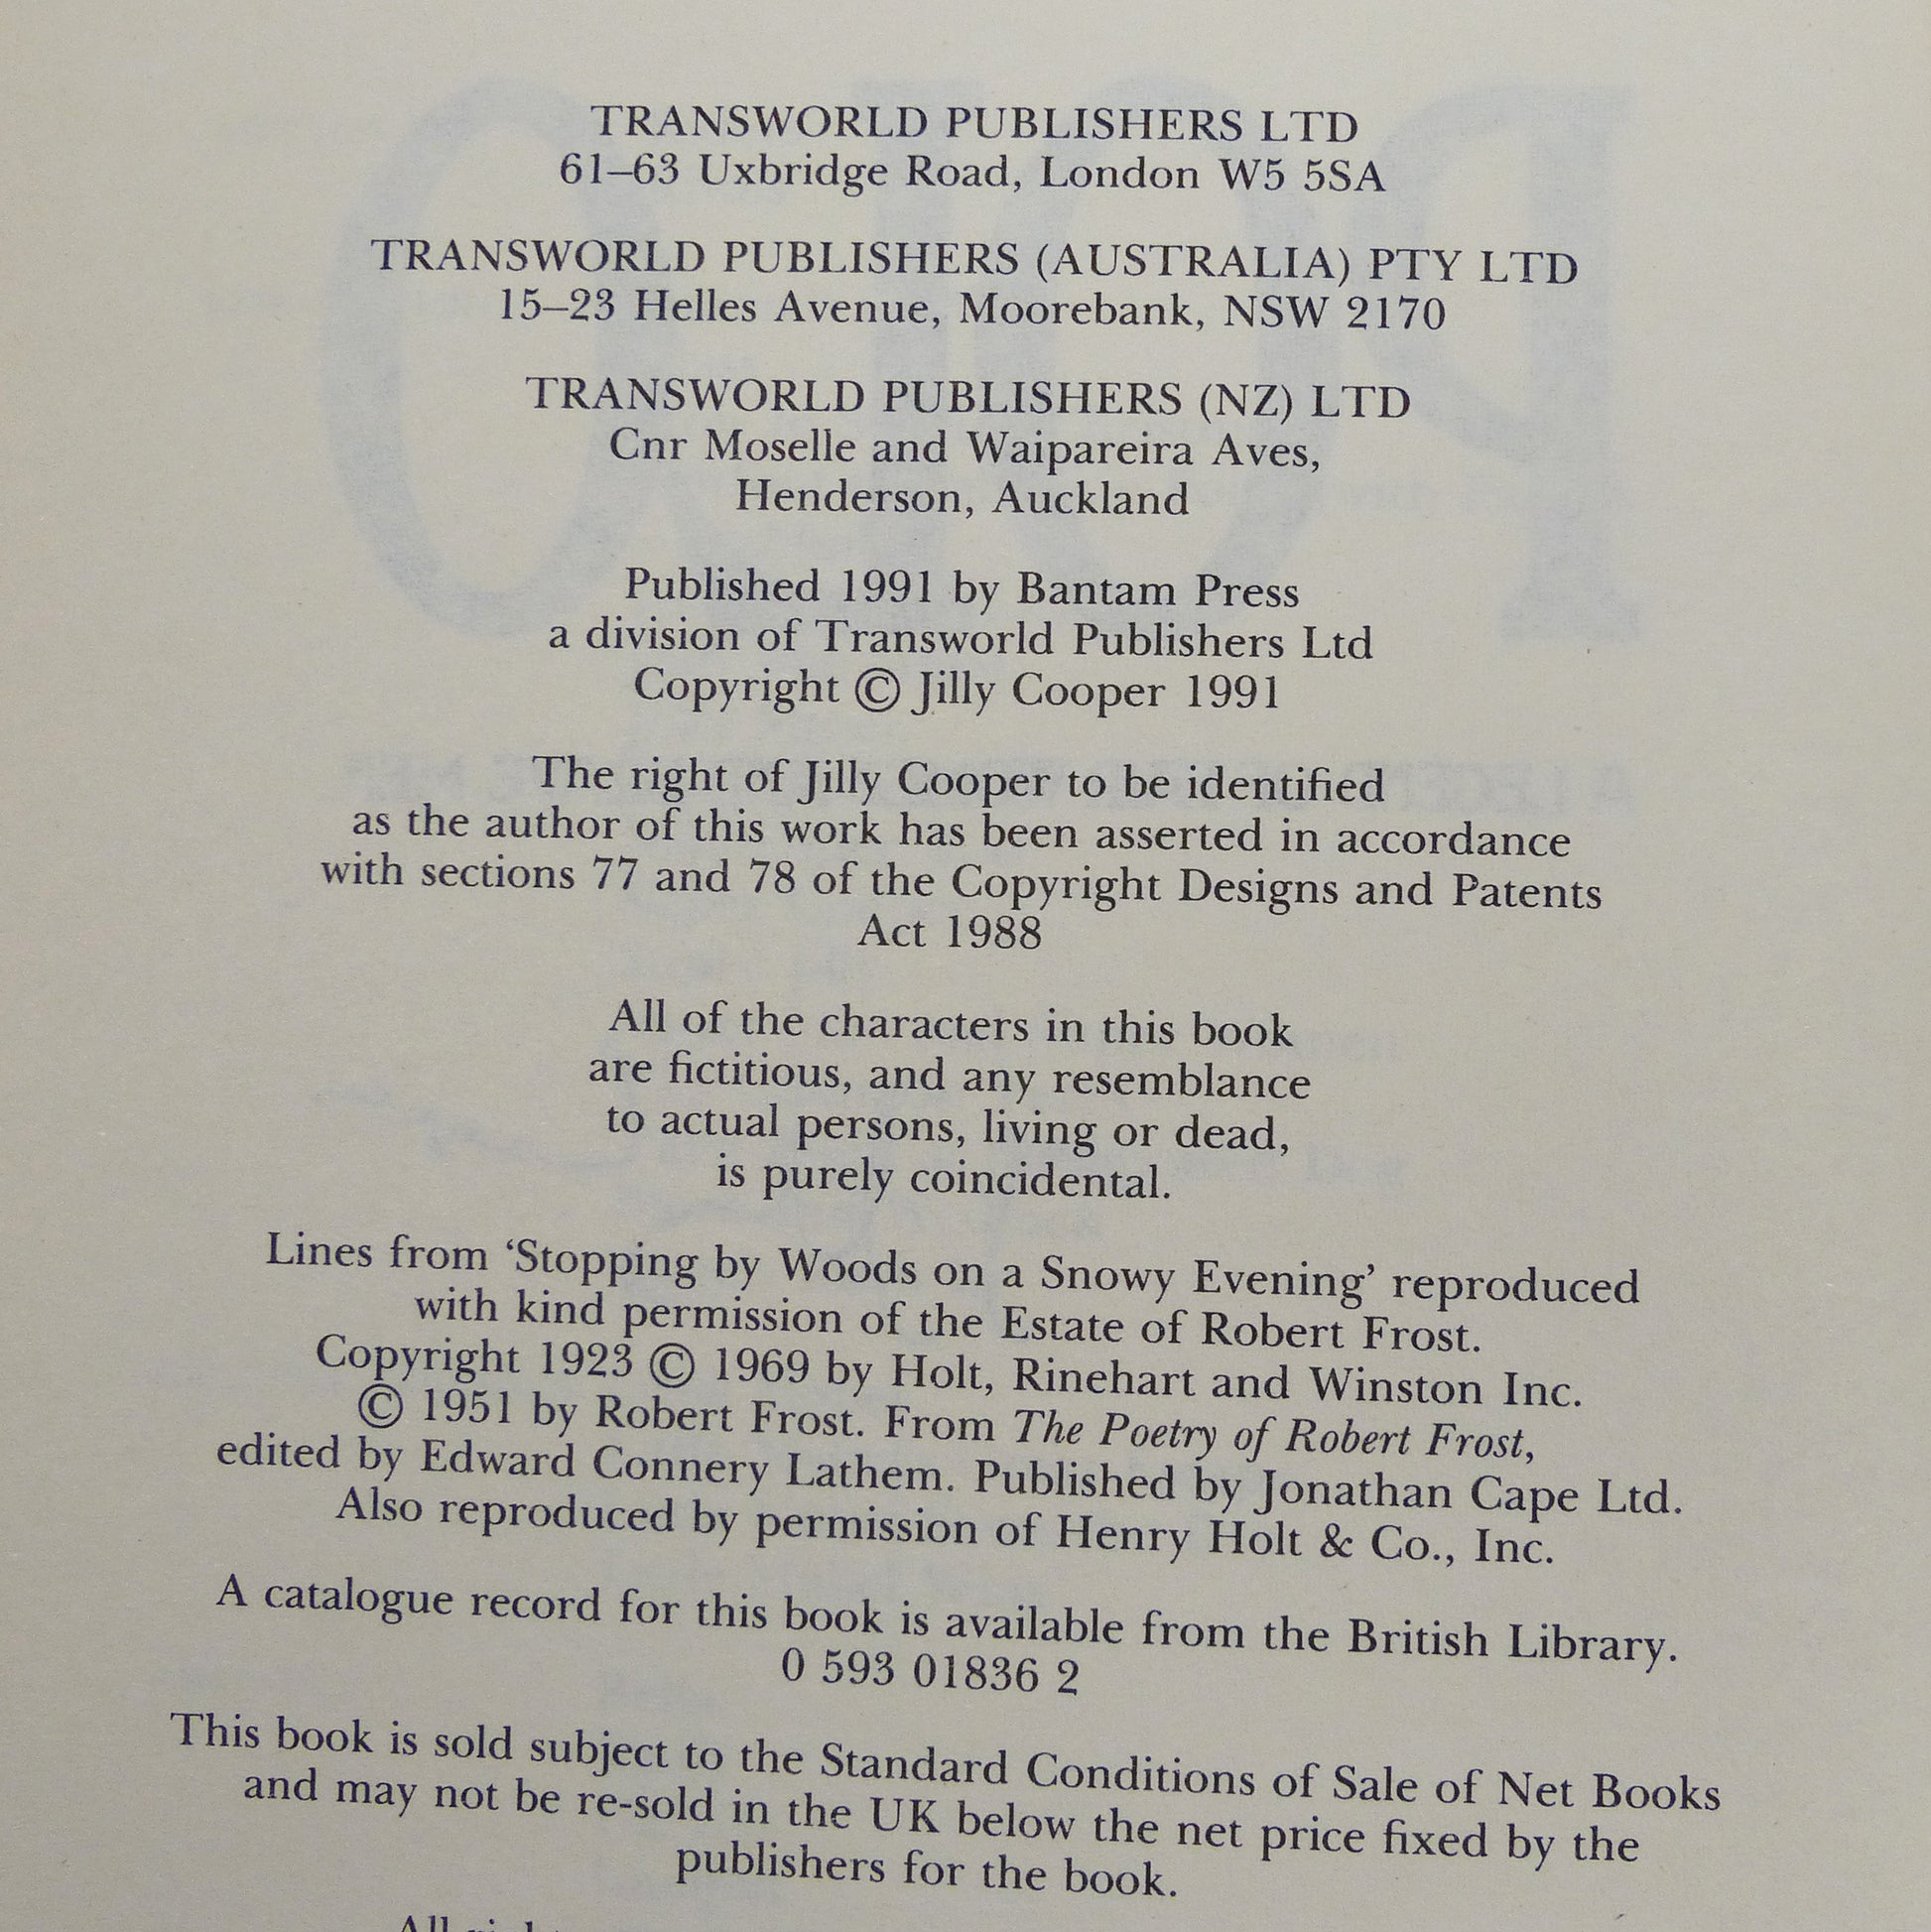 TRANSWORLD PUBLISHERS LTD
61–63 Uxbridge Road, London W5 5SA
TRANSWORLD PUBLISHERS (AUSTRALIA) PTY LTD
15–23 Helles Avenue, Moorebank, NSW 2170
TRANSWORLD PUBLISHERS (NZ) LTD
Cnr Moselle and Waipareira Aves,
Henderson, Auckland
Published 1991 by Bantam Press
a division of Transworld Publishers Ltd
Copyright © Jilly Cooper 1991
The right of Jilly Cooper to be identified
as the author of this work has been asserted in accordance
with sections 77 and 78 of the Copyright Designs and Patents
Act 1988
All of the characters in this book
are fictitious, and any resemblance
to actual persons, living or dead,
is purely coincidental.
Lines from ‘Stopping by Woods on a Snowy Evening’ reproduced
with kind permission of the Estate of Robert Frost.
Copyright 1923 © 1969 by Holt, Rinehart and Winston Inc.
© 1951 by Robert Frost. From The Poetry of Robert Frost,
edited by Edward Connery Lathem. Published by Jonathan Cape Ltd.
Also reproduced by permission of Henry Holt & Co., Inc.
A catalogue record for this book is available from the British Library.
0 593 01836 2
This book is sold subject to the Standard Conditions of Sale of Net Books
and may not be re-sold in the UK below the net price fixed by the
publishers for the book.
All